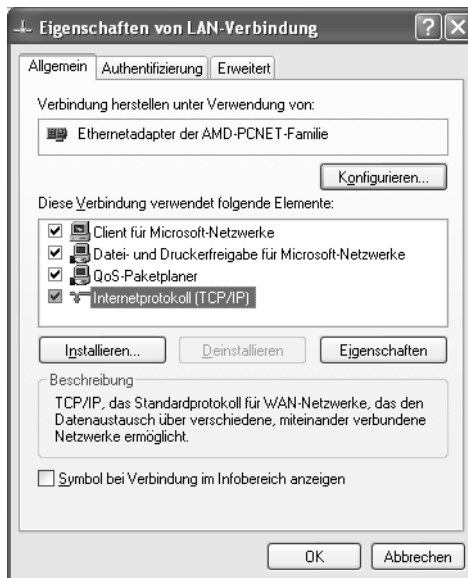 Eigenschaften von LAN-Verbindung
Allgemein Authentifizierung Erweitert
Verbindung herstellen unter Verwendung von:
Ethernetadapter der AMD-PCNET-Familie
Konfigurieren...
Diese Verbindung verwendet folgende Elemente:
Client für Microsoft-Netzwerke
Datei- und Druckerfreigabe für Microsoft-Netzwerke
QoS-Paketplaner
Internetprotokoll (TCP/IP)
Installieren... Deinstallieren Eigenschaften
Beschreibung
TCP/IP, das Standardprotokoll für WAN-Netzwerke, das den
Datenaustausch über verschiedene, miteinander verbundene
Netzwerke ermöglicht.
Symbol bei Verbindung im Infobereich anzeigen
OK Abbrechen